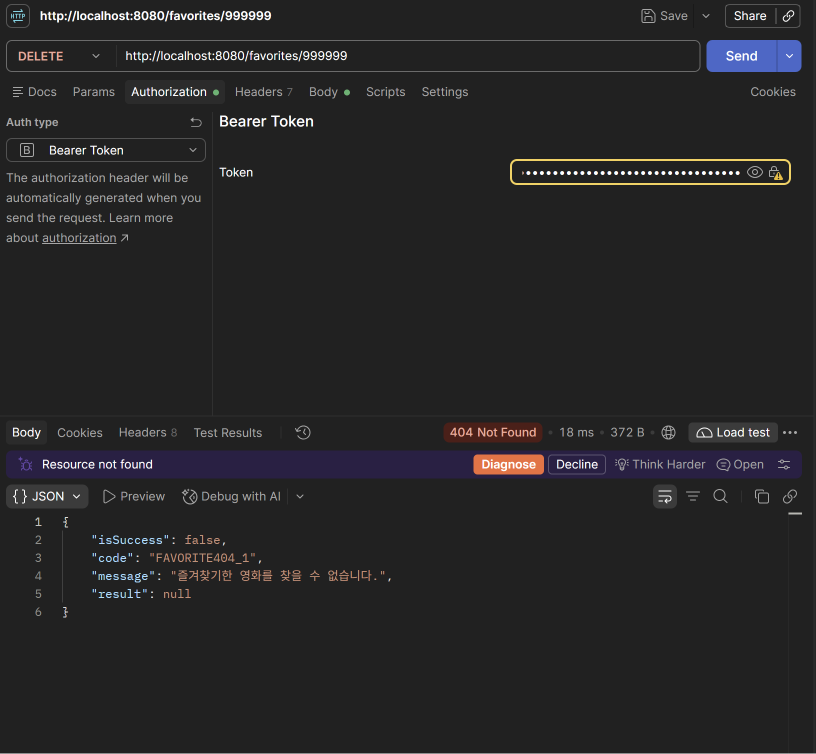 HTTP http://localhost:8080/favorites/999999 Save Share
DELETE http://localhost:8080/favorites/999999 Send
Docs Params Authorization Headers 7 Body Scripts Settings Cookies
Auth type
B Bearer Token
The authorization header will be
automatically generated when you
send the request. Learn more
about authorization ↗
Bearer Token
Token ••••••••••••••••••••••••••••••••
Body Cookies Headers 8 Test Results 404 Not Found • 18 ms • 372 B • Load test •••
Resource not found Diagnose Decline Think Harder Open
{} JSON Preview Debug with AI
1 {
2 "isSuccess": false,
3 "code": "FAVORITE404_1",
4 "message": "즐겨찾기한 영화를 찾을 수 없습니다.",
5 "result": null
6 }